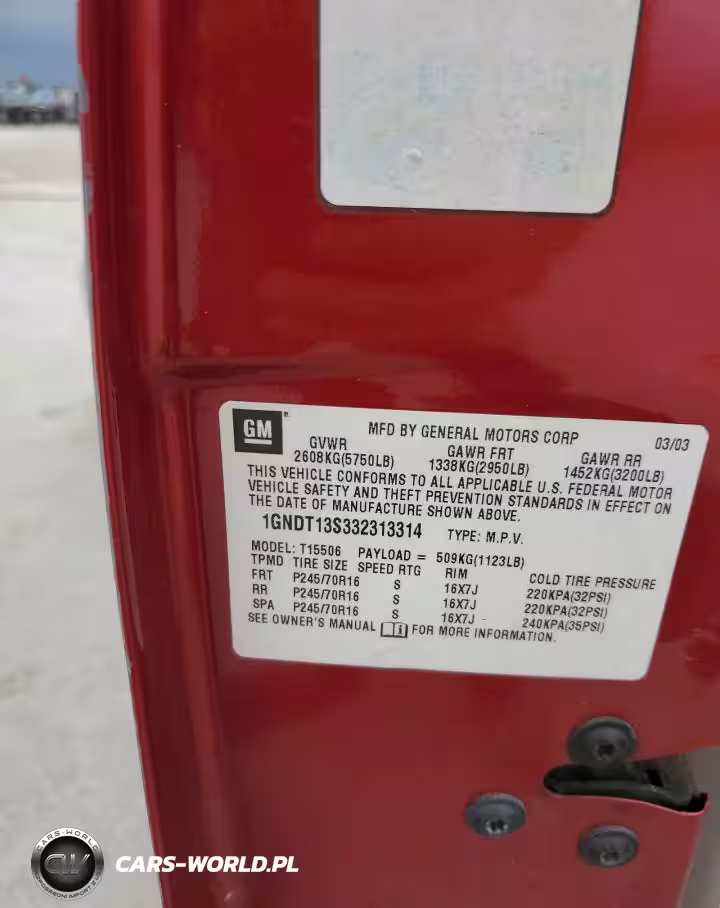 GM
MFD BY GENERAL MOTORS CORP 03/03
GVWR GAWR FRT GAWR RR
2608KG(5750LB) 1338KG(2950LB) 1452KG(3200LB)
THIS VEHICLE CONFORMS TO ALL APPLICABLE U.S. FEDERAL MOTOR
VEHICLE SAFETY AND THEFT PREVENTION STANDARDS IN EFFECT ON
THE DATE OF MANUFACTURE SHOWN ABOVE.
1GNDT13S332313314 TYPE: M.P.V.
MODEL: T15506 PAYLOAD = 509KG(1123LB)
TPMD TIRE SIZE SPEED RTG RIM COLD TIRE PRESSURE
FRT P245/70R16 S 16X7J 220KPA(32PSI)
RR P245/70R16 S 16X7J 220KPA(32PSI)
SPA P245/70R16 S 16X7J 240KPA(35PSI)
SEE OWNER'S MANUAL FOR MORE INFORMATION.
CARS-WORLD
CW
CARS-WORLD.PL